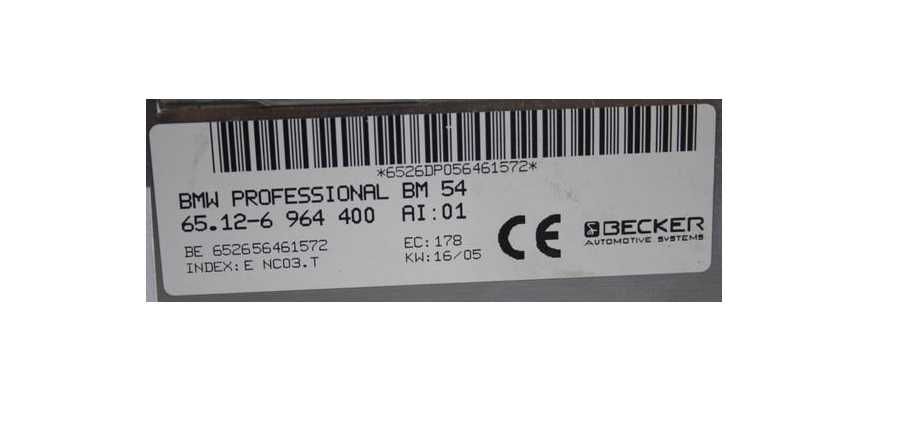 *6526DP056461572*
BMW PROFESSIONAL BM 54
65.12-6 964 400 AI:01
BE 652656461572 EC:178
INDEX:E NC03.T KW:16/05
CE
BECKER
AUTOMOTIVE SYSTEMS